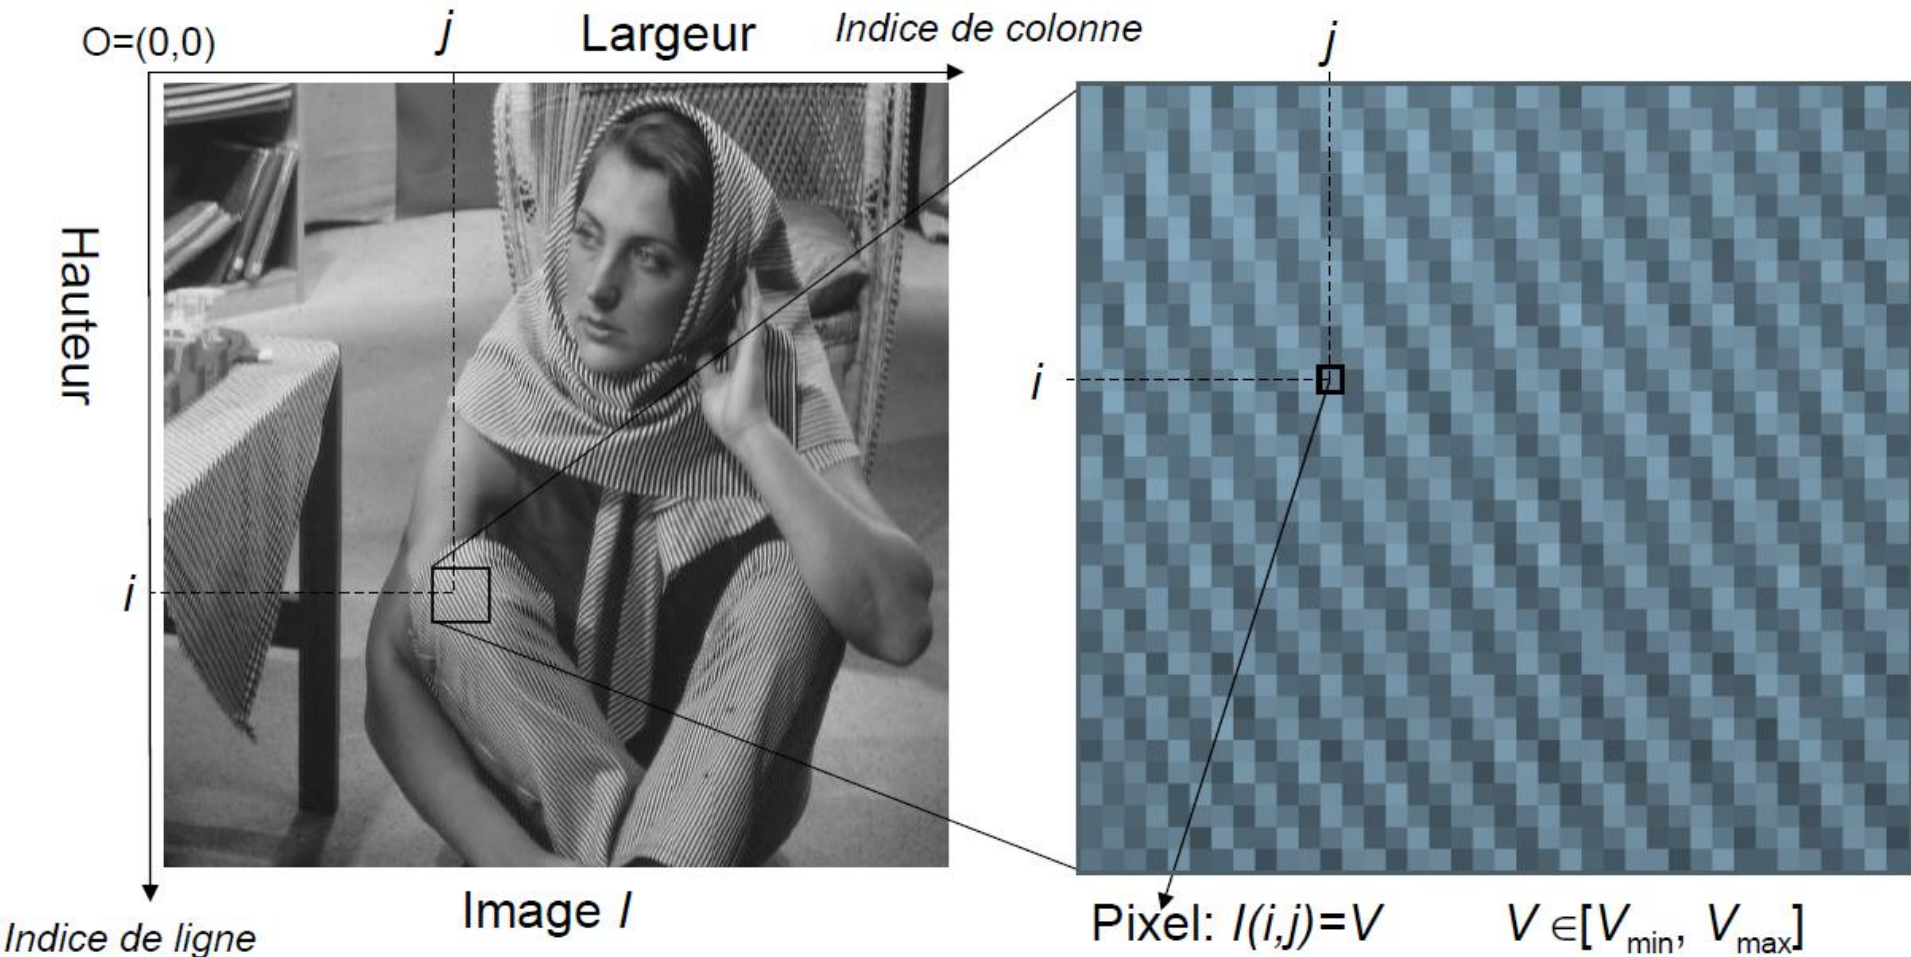 O=(0,0)
j
Largeur
Indice de colonne
j
Hauteur
i
i
Image I
Indice de ligne
Pixel: I(i,j)=V
V ∈[Vmin, Vmax]